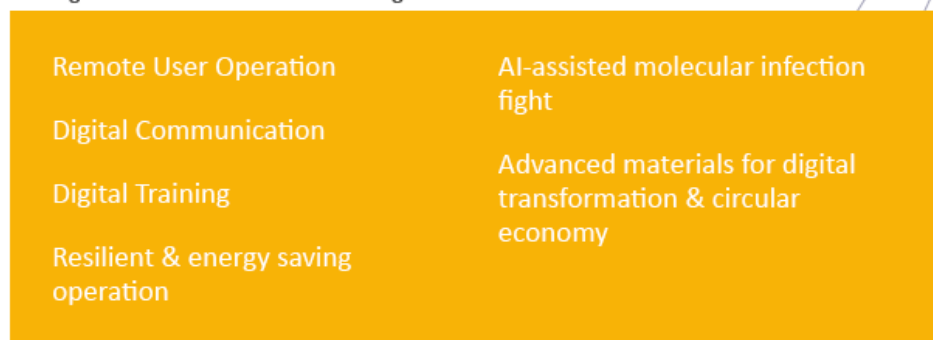 Remote User Operation
Digital Communication
Digital Training
Resilient & energy saving
operation
AI-assisted molecular infection
fight
Advanced materials for digital
transformation & circular
economy